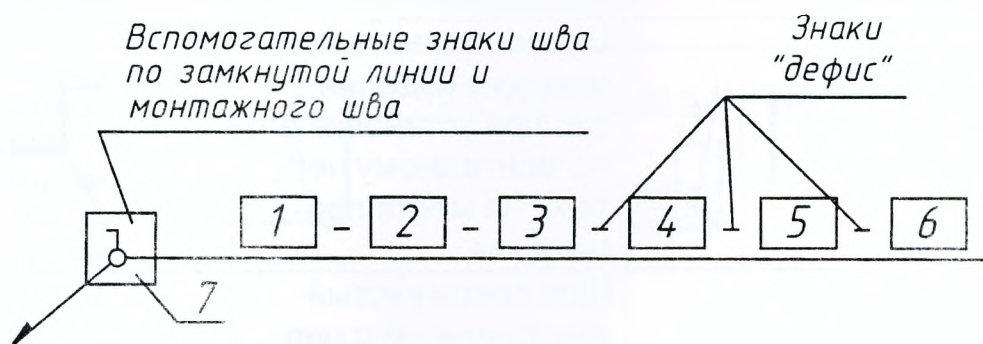 Вспомогательные знаки шва
по замкнутой линии и
монтажного шва
Знаки
"дефис"
1 - 2 - 3 - 4 - 5 - 6
7